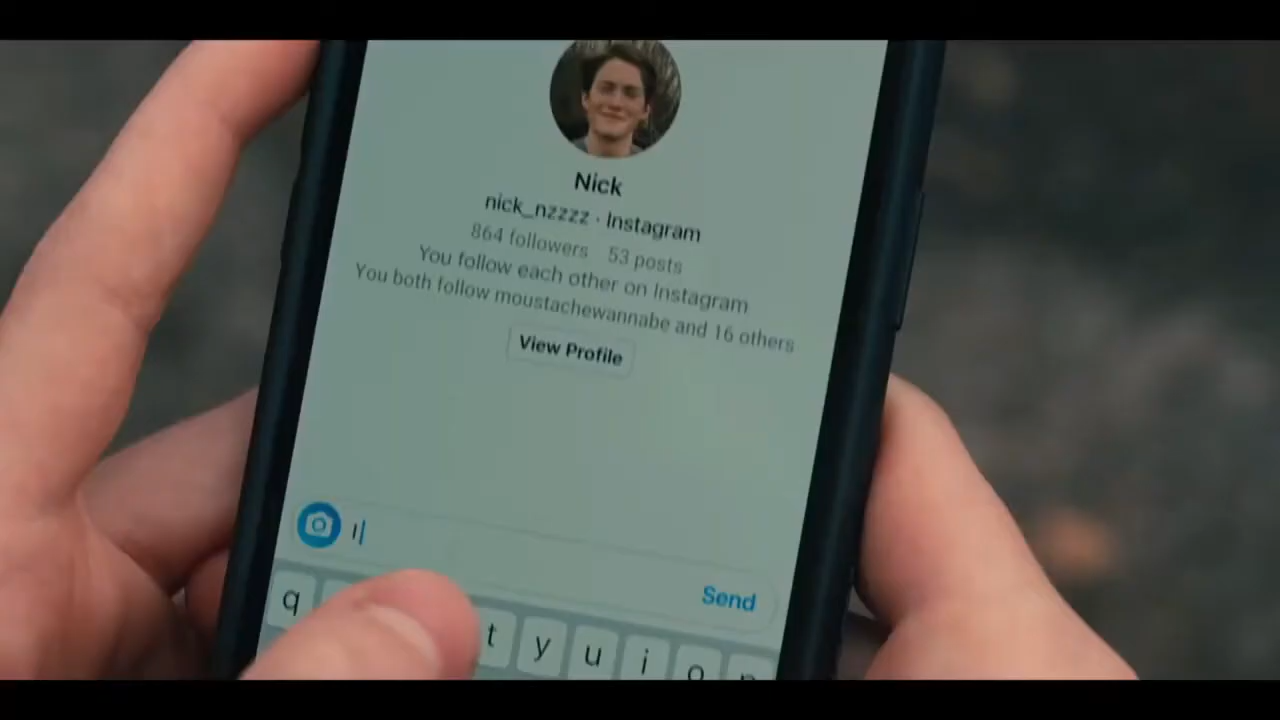 Nick
nick_nzzzz · Instagram
864 followers 53 posts
You follow each other on Instagram
You both follow moustachewannabe and 16 others
View Profile
Send
q t y u i o p